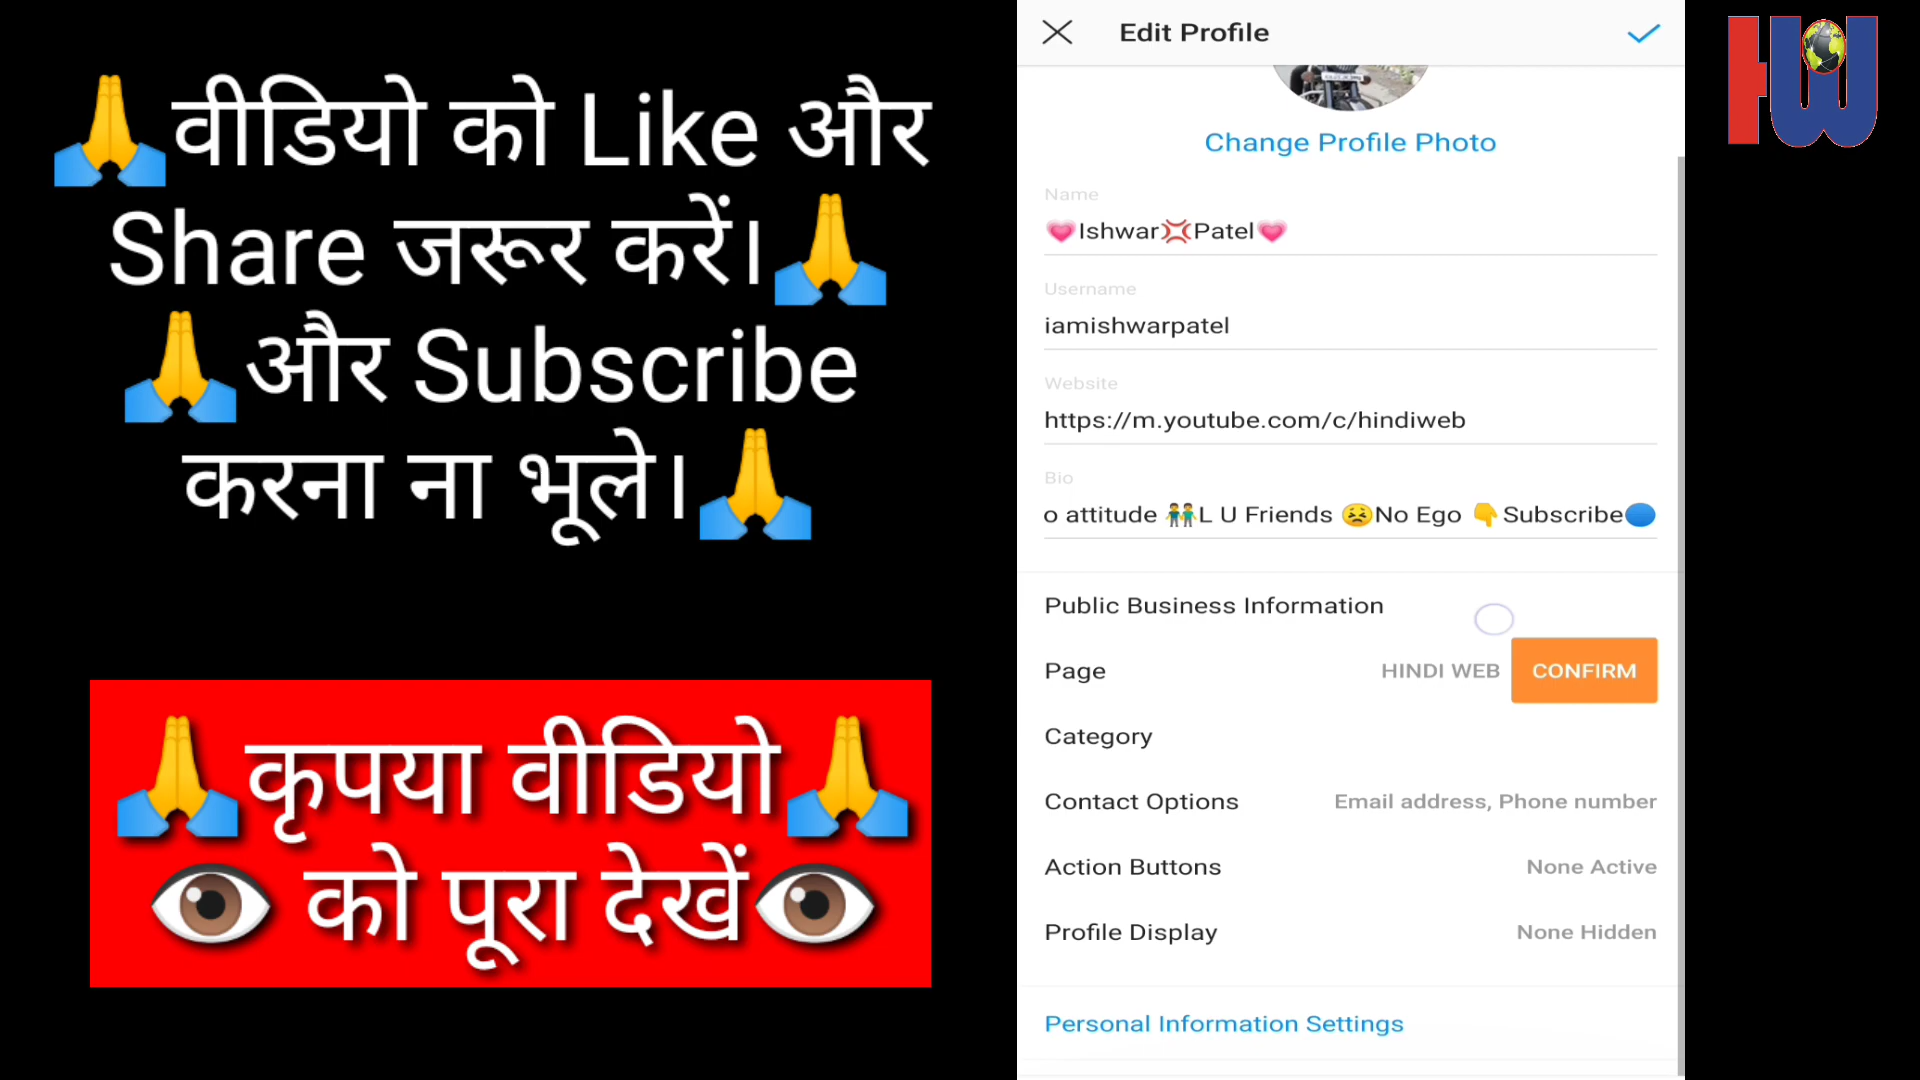 🙏वीडियो को Like और
Share जरूर करें।🙏
🙏और Subscribe
करना ना भूले।🙏
🙏कृपया वीडियो🙏
👁️ को पूरा देखें👁️
Edit Profile
Change Profile Photo
Name
💗Ishwar💢Patel💗
Username
iamishwarpatel
Website
https://m.youtube.com/c/hindiweb
Bio
o attitude 👬L U Friends 😣No Ego 👇Subscribe🔵
Public Business Information
Page HINDI WEB CONFIRM
Category
Contact Options Email address, Phone number
Action Buttons None Active
Profile Display None Hidden
Personal Information Settings
HW